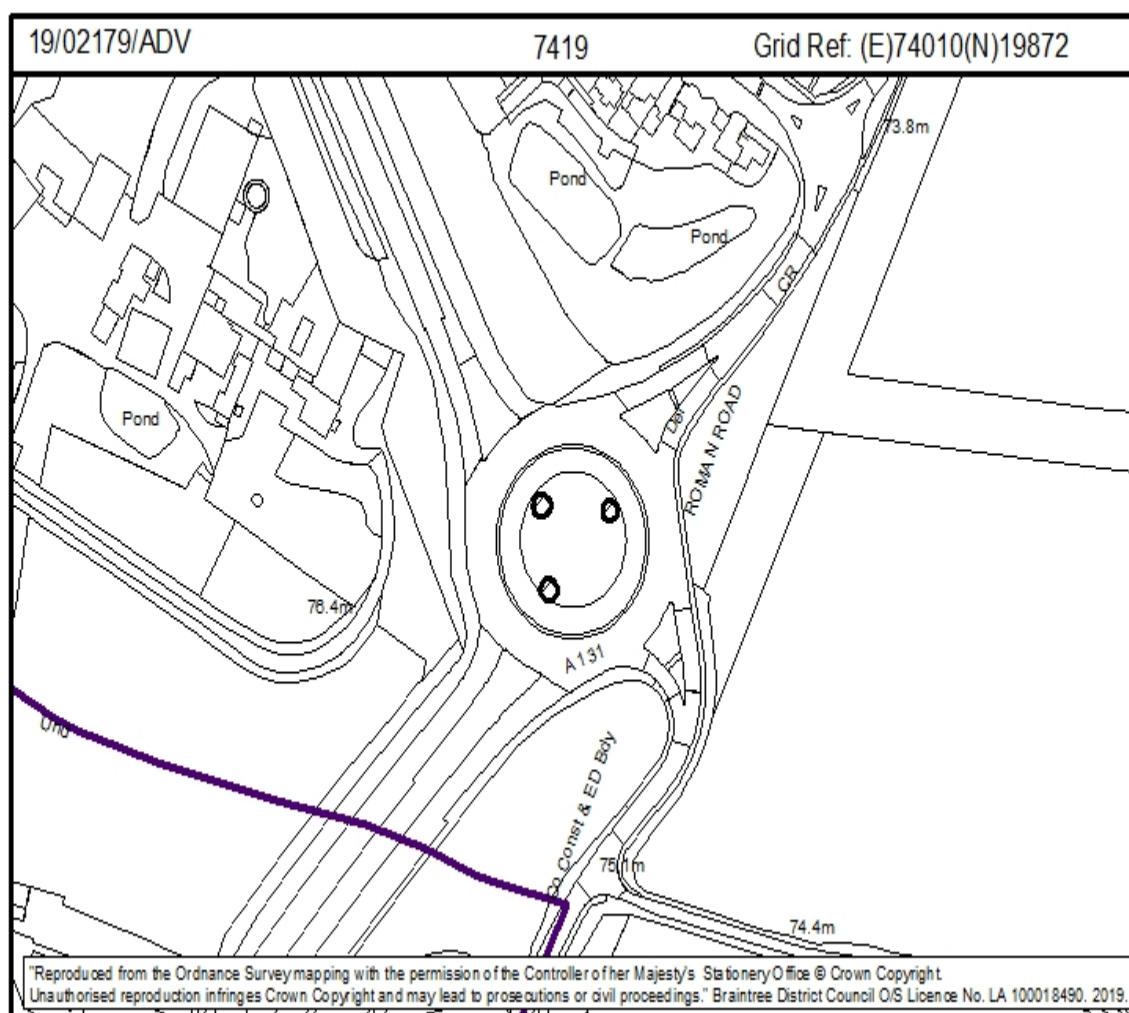 19/02179/ADV
7419
Grid Ref: (E)74010(N)19872
73.8m
Pond
Pond
CR
Pond
Def
ROMAN ROAD
76.4m
A 131
Und
Co Const & ED Bdy
75.1m
74.4m
"Reproduced from the Ordnance Survey mapping with the permission of the Controller of her Majesty's Stationery Office © Crown Copyright.
Unauthorised reproduction infringes Crown Copyright and may lead to prosecutions or civil proceedings." Braintree District Council O/S Licence No. LA 100018490. 2019.